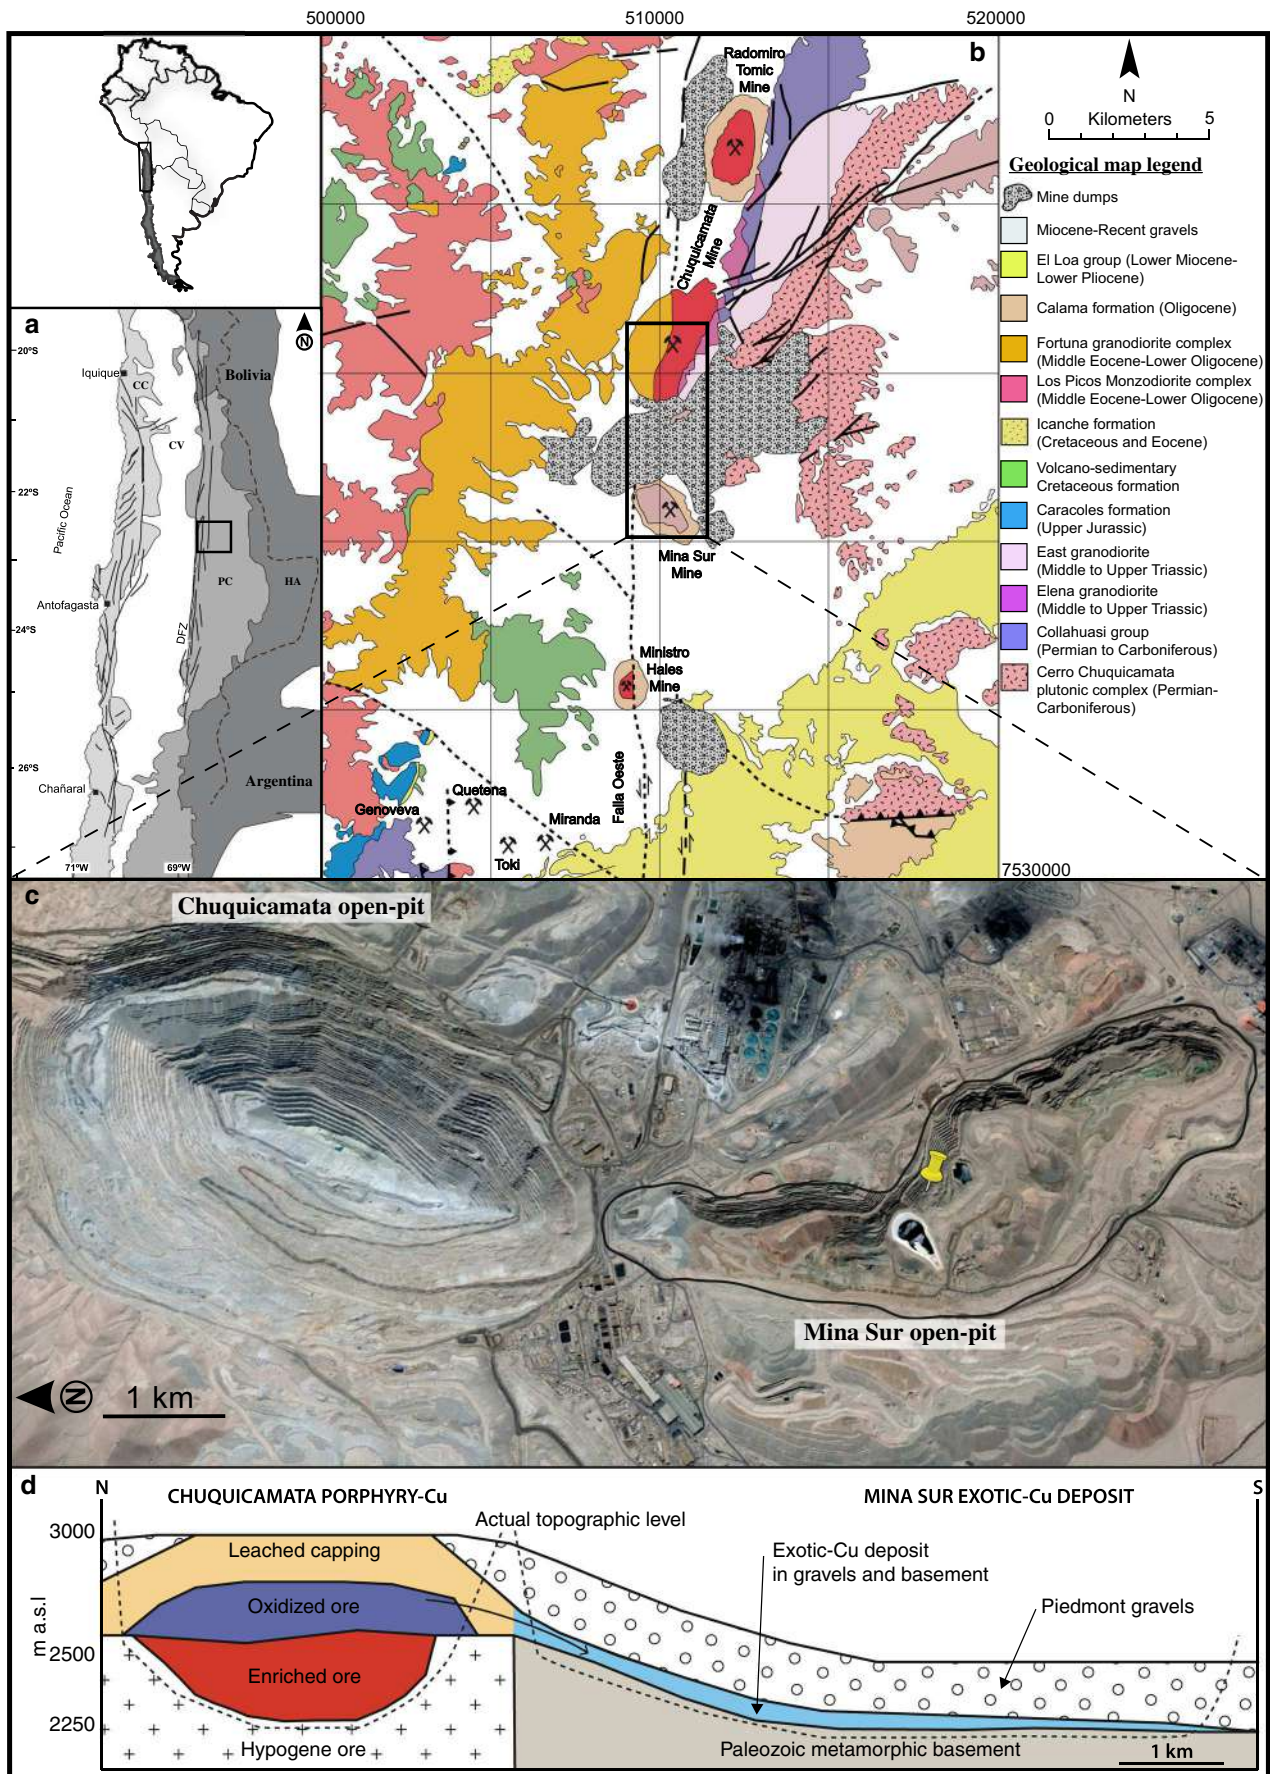 500000
510000
520000
b
Radomiro
Tomic
Mine
Chuquicamata
Mine
Mina Sur
Mine
Ministro
Hales
Mine
Falla Oeste
Genoveva
Quetena
Toki
Miranda
7530000
N
0 Kilometers 5
Geological map legend
Mine dumps
Miocene-Recent gravels
El Loa group (Lower Miocene-
Lower Pliocene)
Calama formation (Oligocene)
Fortuna granodiorite complex
(Middle Eocene-Lower Oligocene)
Los Picos Monzodiorite complex
(Middle Eocene-Lower Oligocene)
Icanche formation
(Cretaceous and Eocene)
Volcano-sedimentary
Cretaceous formation
Caracoles formation
(Upper Jurassic)
East granodiorite
(Middle to Upper Triassic)
Elena granodiorite
(Middle to Upper Triassic)
Collahuasi group
(Permian to Carboniferous)
Cerro Chuquicamata
plutonic complex (Permian-
Carboniferous)
a
N
20°S
Iquique
CC
Bolivia
CV
Pacific Ocean
22°S
PC
HA
Antofagasta
24°S
DFZ
26°S
Chañaral
Argentina
71°W
69°W
c
Chuquicamata open-pit
Mina Sur open-pit
N
1 km
d
N
S
CHUQUICAMATA PORPHYRY-Cu
MINA SUR EXOTIC-Cu DEPOSIT
3000
Actual topographic level
Leached capping
Exotic-Cu deposit
in gravels and basement
Oxidized ore
Piedmont gravels
m a.s.l
2500
Enriched ore
2250
Hypogene ore
Paleozoic metamorphic basement
1 km